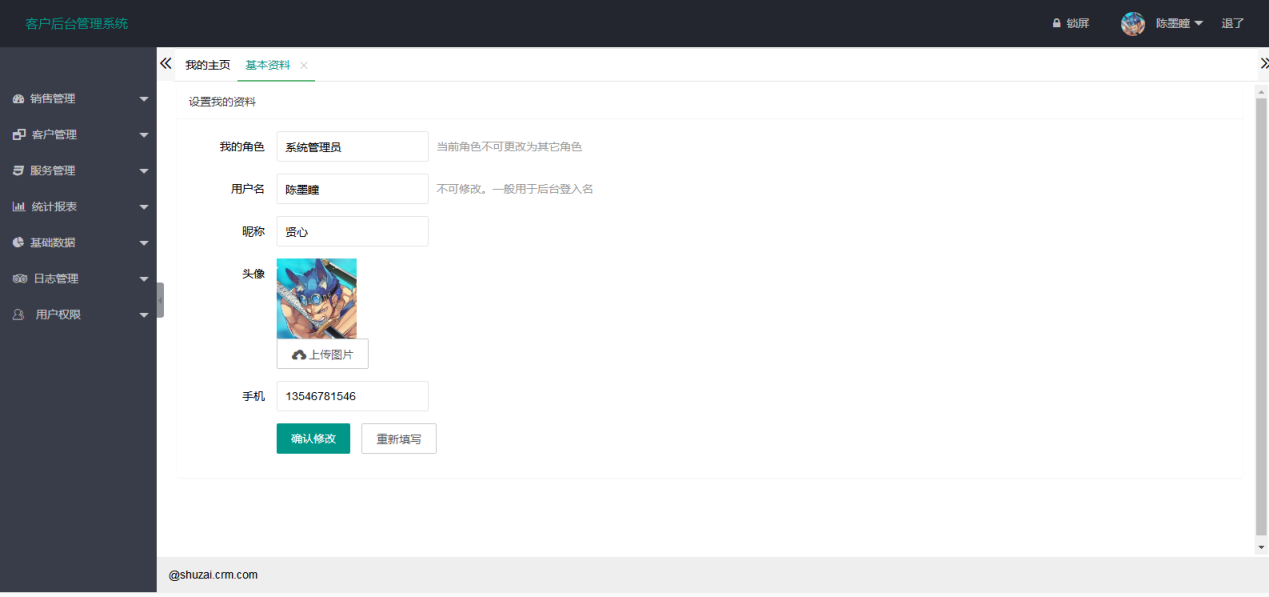 客户后台管理系统
锁屏 陈墨瞳 退了
我的主页 基本资料
销售管理
客户管理
服务管理
统计报表
基础数据
日志管理
用户权限
设置我的资料
我的角色 系统管理员 当前角色不可更改为其它角色
用户名 陈墨瞳 不可修改。一般用于后台登入名
昵称 贤心
头像
上传图片
手机 13546781546
确认修改 重新填写
@shuzai.crm.com